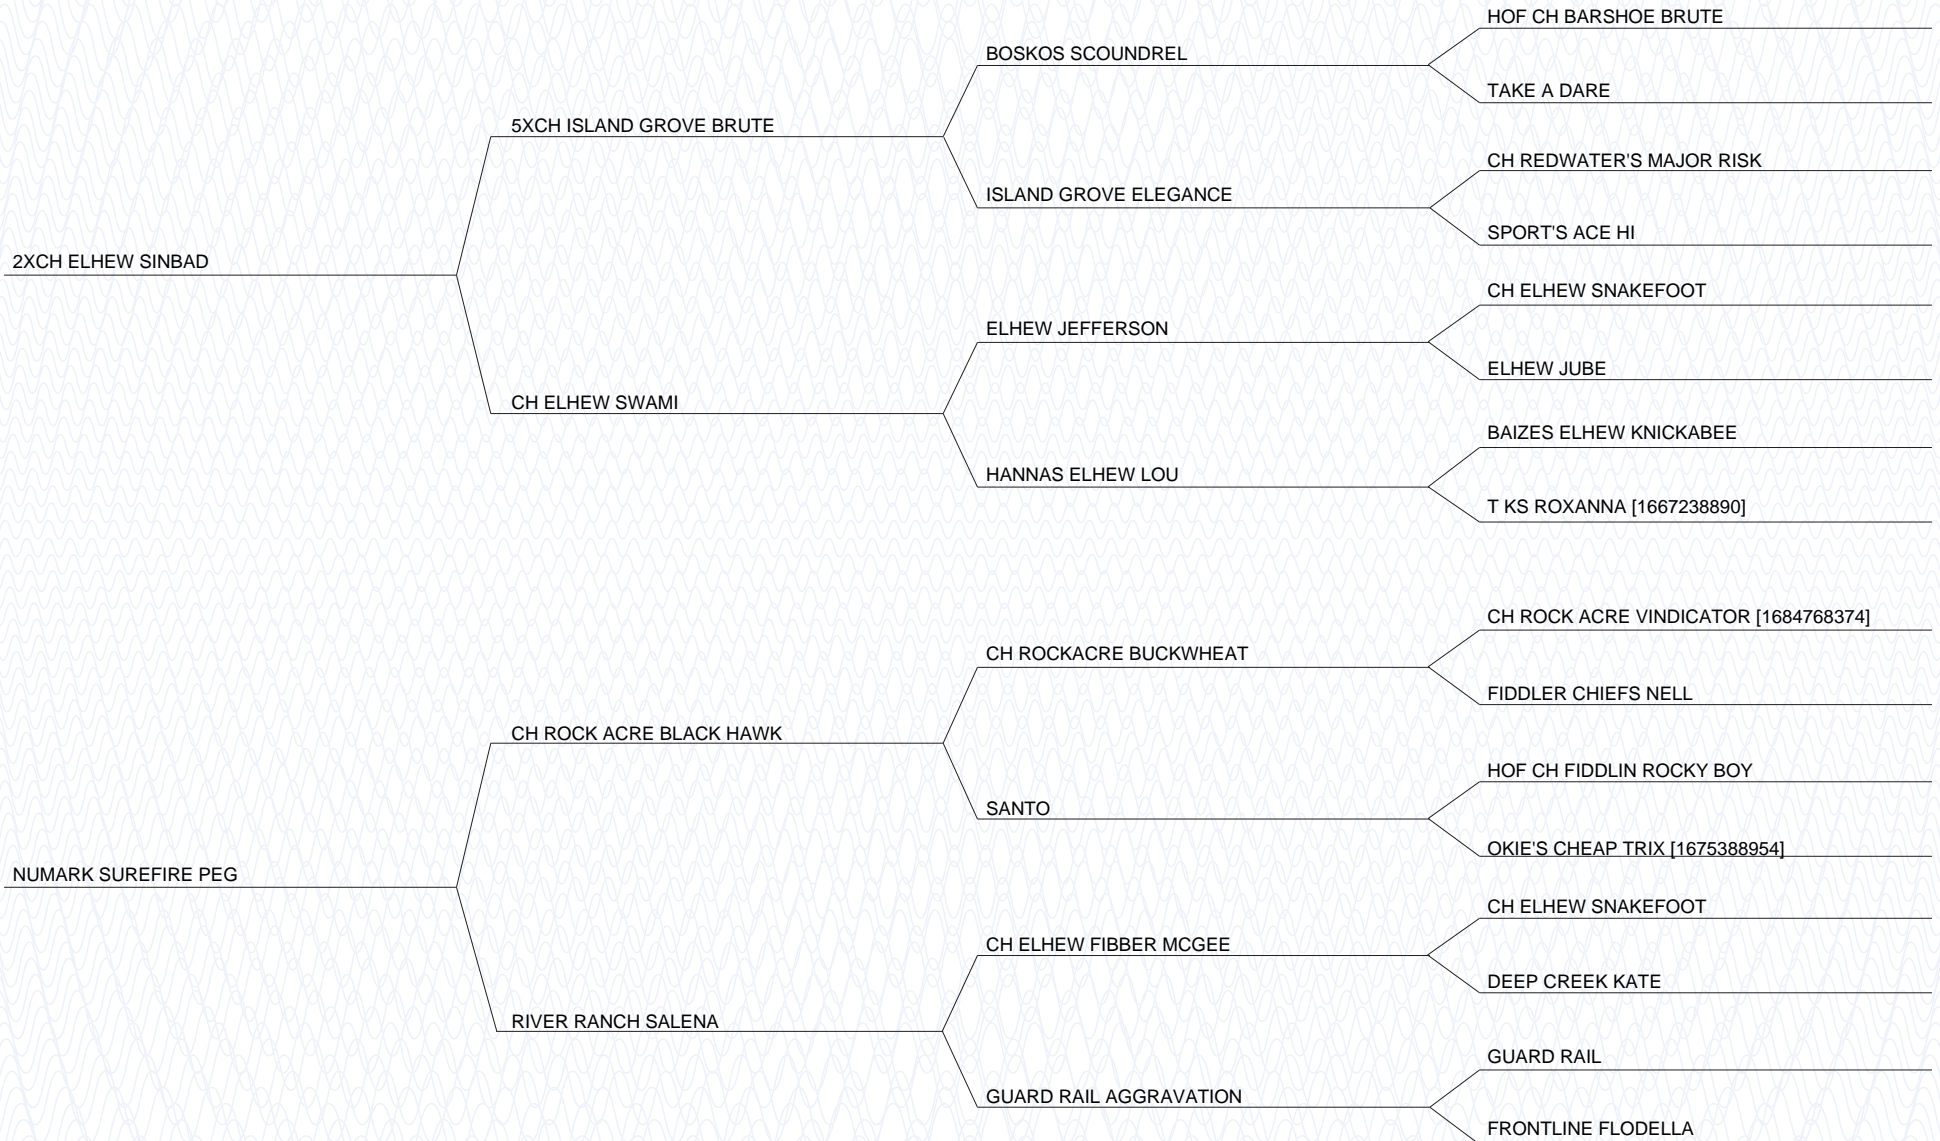 HOF CH BARSHOE BRUTE
BOSKOS SCOUNDREL
TAKE A DARE
5XCH ISLAND GROVE BRUTE
CH REDWATER'S MAJOR RISK
ISLAND GROVE ELEGANCE
SPORT'S ACE HI
2XCH ELHEW SINBAD
CH ELHEW SNAKEFOOT
ELHEW JEFFERSON
ELHEW JUBE
CH ELHEW SWAMI
BAIZES ELHEW KNICKABEE
HANNAS ELHEW LOU
T KS ROXANNA [1667238890]
CH ROCK ACRE VINDICATOR [1684768374]
CH ROCKACRE BUCKWHEAT
FIDDLER CHIEFS NELL
CH ROCK ACRE BLACK HAWK
HOF CH FIDDLIN ROCKY BOY
SANTO
OKIE'S CHEAP TRIX [1675388954]
NUMARK SUREFIRE PEG
CH ELHEW SNAKEFOOT
CH ELHEW FIBBER MCGEE
DEEP CREEK KATE
RIVER RANCH SALENA
GUARD RAIL
GUARD RAIL AGGRAVATION
FRONTLINE FLODELLA